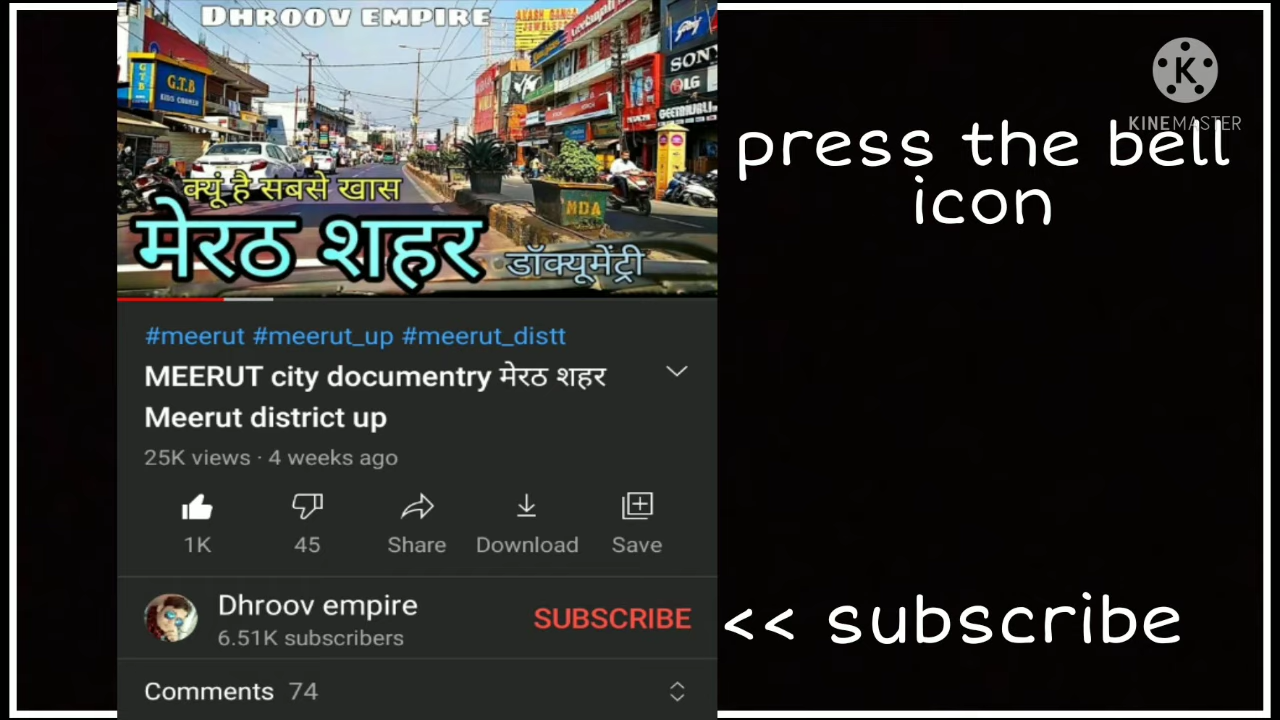 DHROOV EMPIRE
G.T.B
KIDS CHURCH
SONY
LG
MDA
क्यूं है सबसे खास
मेरठ शहर डॉक्यूमेंट्री
#meerut #meerut_up #meerut_distt
MEERUT city documentry मेरठ शहर
Meerut district up
25K views · 4 weeks ago
1K 45 Share Download Save
Dhroov empire
6.51K subscribers
SUBSCRIBE
Comments 74
K
KINEMASTER
press the bell
icon
<< subscribe